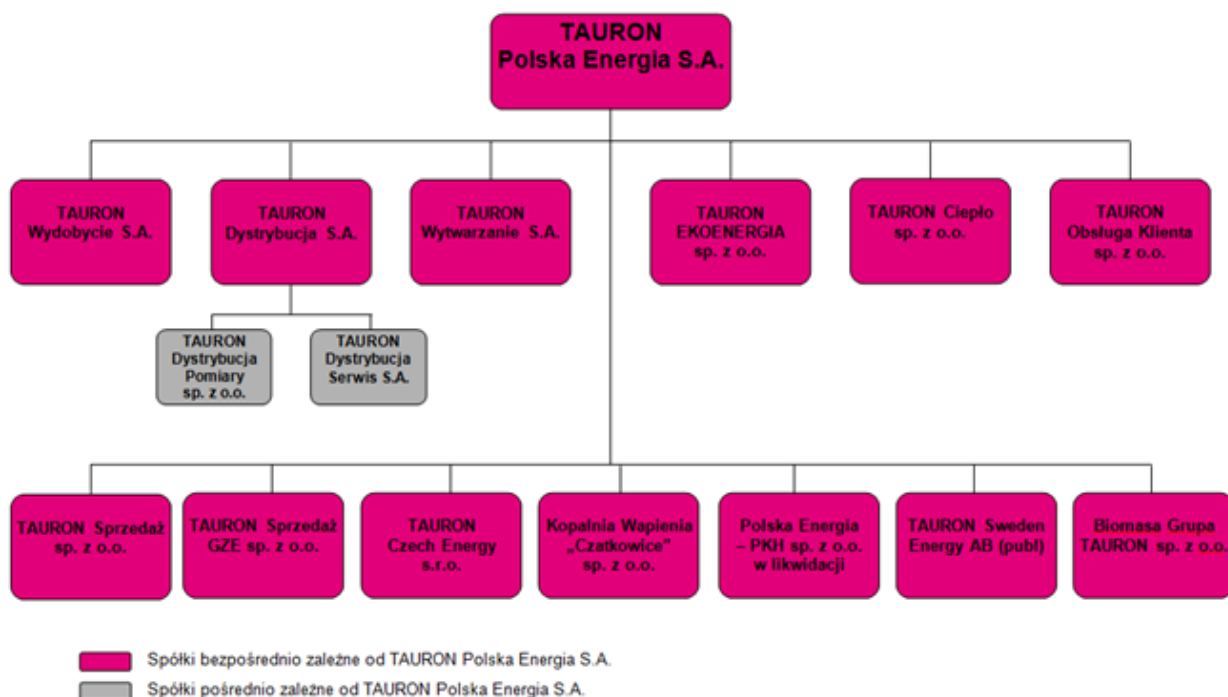 TAURON
Polska Energia S.A.
TAURON
Wydobycie S.A.
TAURON
Dystrybucja S.A.
TAURON
Wytwarzanie S.A.
TAURON
EKOENERGIA
sp. z o.o.
TAURON Ciepło
sp. z o.o.
TAURON
Obsługa Klienta
sp. z o.o.
TAURON
Dystrybucja
Pomiary
sp. z o.o.
TAURON
Dystrybucja
Serwis S.A.
TAURON Sprzedaż
sp. z o.o.
TAURON Sprzedaż
GZE sp. z o.o.
TAURON
Czech Energy
s.r.o.
Kopalnia Wapienia
„Czatkowice"
sp. z o.o.
Polska Energia
– PKH sp. z o.o.
w likwidacji
TAURON Sweden
Energy AB (publ)
Biomasa Grupa
TAURON sp. z o.o.
Spółki bezpośrednio zależne od TAURON Polska Energia S.A.
Spółki pośrednio zależne od TAURON Polska Energia S.A.